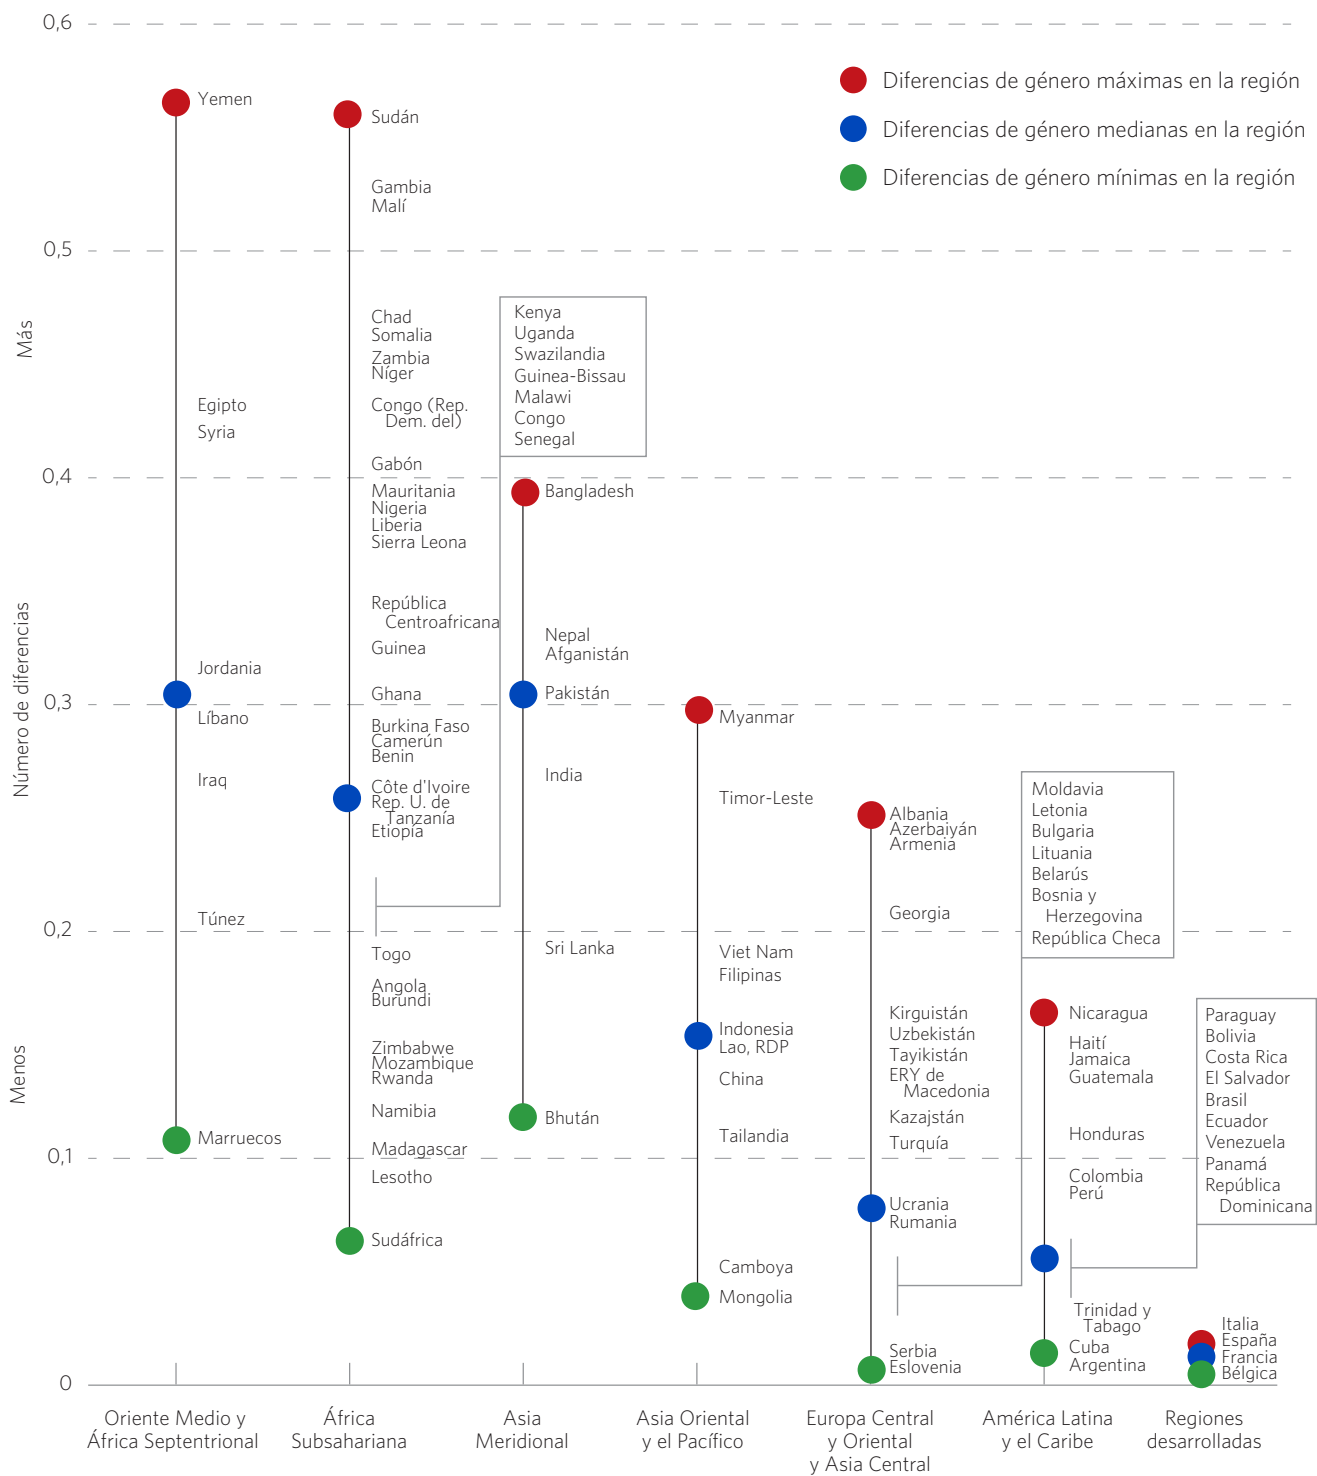 0,6
0,5
0,4
0,3
0,2
0,1
0
Más
Número de diferencias
Menos
Diferencias de género máximas en la región
Diferencias de género medianas en la región
Diferencias de género mínimas en la región
Yemen
Egipto
Syria
Jordania
Líbano
Iraq
Túnez
Marruecos
Sudán
Gambia
Malí
Chad
Somalia
Zambia
Níger
Congo (Rep.
Dem. del)
Gabón
Mauritania
Nigeria
Liberia
Sierra Leona
República
Centroafricana
Guinea
Ghana
Burkina Faso
Camerún
Benin
Côte d'Ivoire
Rep. U. de
Tanzanía
Etiopía
Kenya
Uganda
Swazilandia
Guinea-Bissau
Malawi
Congo
Senegal
Togo
Angola
Burundi
Zimbabwe
Mozambique
Rwanda
Namibia
Madagascar
Lesotho
Sudáfrica
Bangladesh
Nepal
Afganistán
Pakistán
India
Sri Lanka
Bhután
Myanmar
Timor-Leste
Viet Nam
Filipinas
Indonesia
Lao, RDP
China
Tailandia
Camboya
Mongolia
Albania
Azerbaiyán
Armenia
Georgia
Kirguistán
Uzbekistán
Tayikistán
ERY de
Macedonia
Kazajstán
Turquía
Ucrania
Rumania
Moldavia
Letonia
Bulgaria
Lituania
Belarús
Bosnia y
Herzegovina
República Checa
Serbia
Eslovenia
Nicaragua
Haití
Jamaica
Guatemala
Honduras
Colombia
Perú
Paraguay
Bolivia
Costa Rica
El Salvador
Brasil
Ecuador
Venezuela
Panamá
República
Dominicana
Trinidad y
Tabago
Cuba
Argentina
Italia
España
Francia
Bélgica
Oriente Medio y
África Septentrional
África
Subsahariana
Asia
Meridional
Asia Oriental
y el Pacífico
Europa Central
y Oriental
y Asia Central
América Latina
y el Caribe
Regiones
desarrolladas